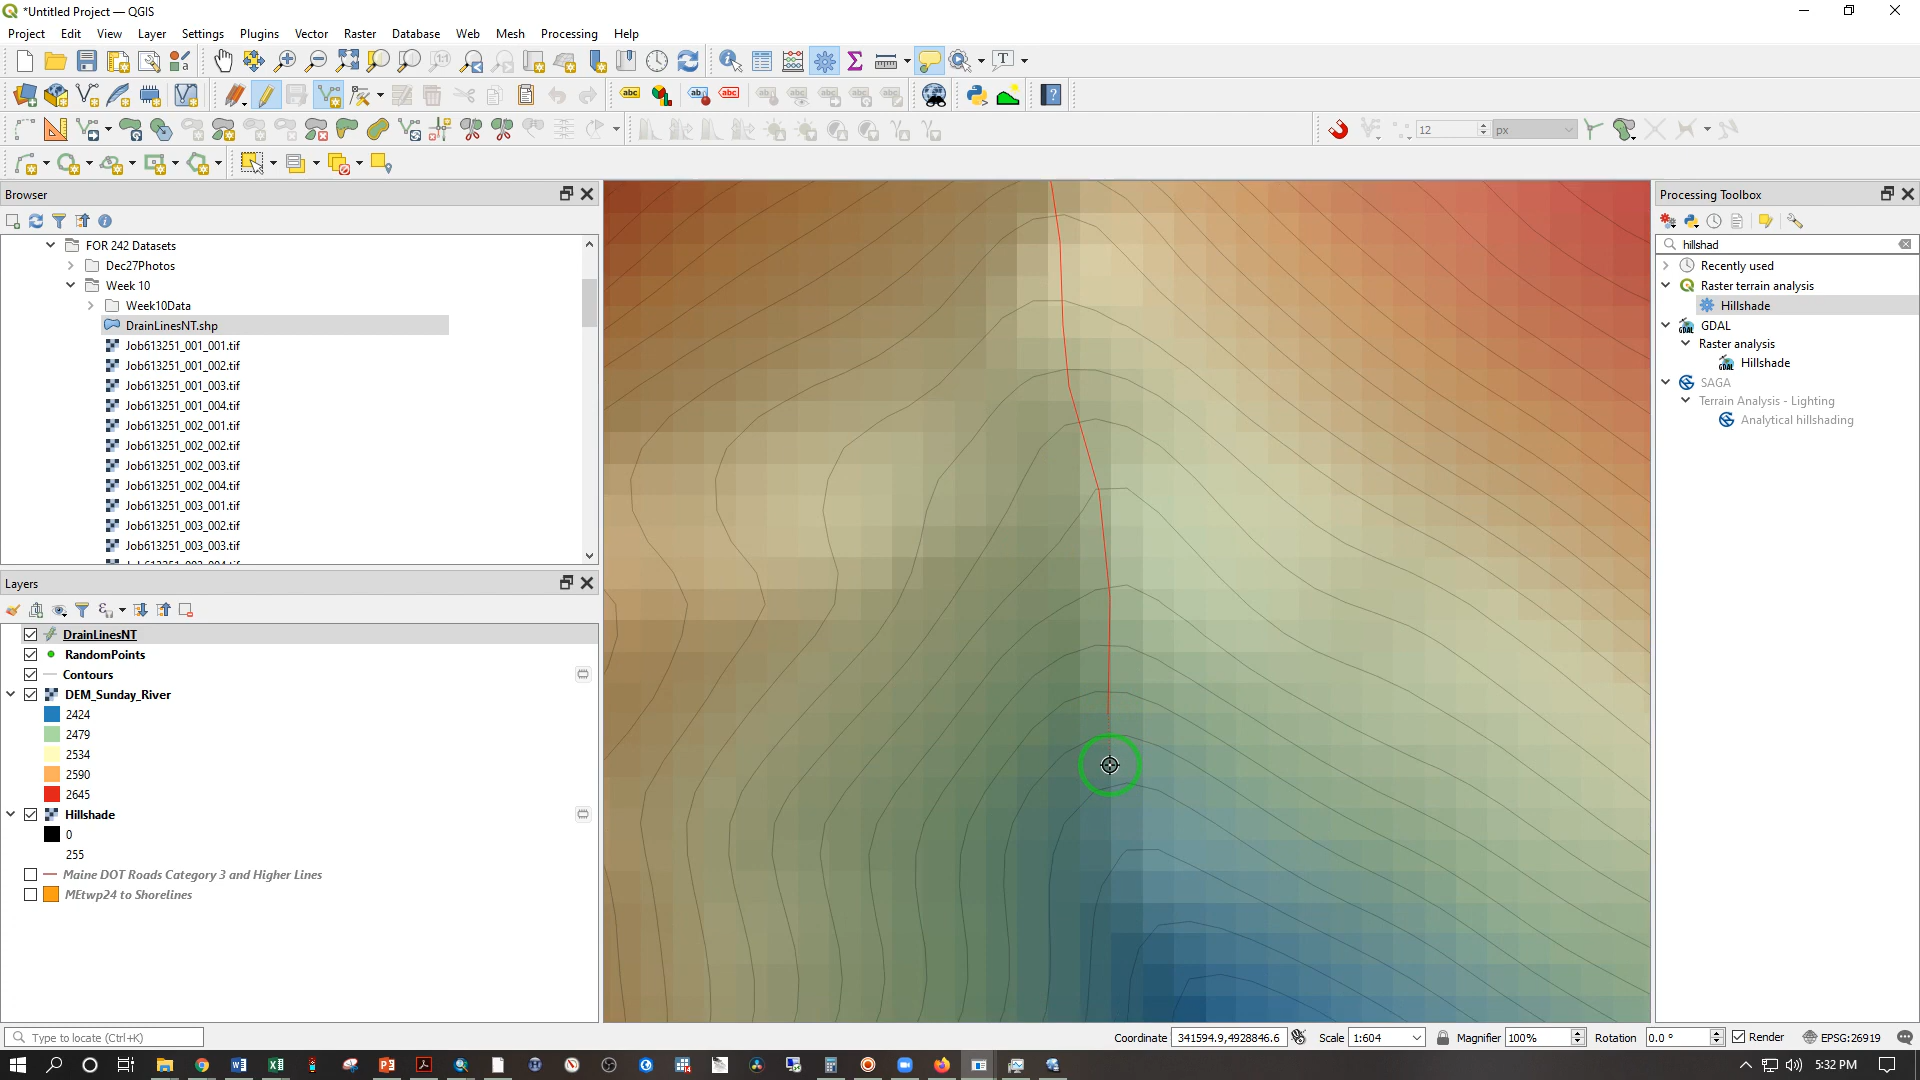 *Untitled Project — QGIS
Project Edit View Layer Settings Plugins Vector Raster Database Web Mesh Processing Help
12 px
Browser
FOR 242 Datasets
Dec27Photos
Week 10
Week10Data
DrainLinesNT.shp
Job613251_001_001.tif
Job613251_001_002.tif
Job613251_001_003.tif
Job613251_001_004.tif
Job613251_002_001.tif
Job613251_002_002.tif
Job613251_002_003.tif
Job613251_002_004.tif
Job613251_003_001.tif
Job613251_003_002.tif
Job613251_003_003.tif
Layers
DrainLinesNT
RandomPoints
Contours
DEM_Sunday_River
2424
2479
2534
2590
2645
Hillshade
0
255
Maine DOT Roads Category 3 and Higher Lines
MEtwp24 to Shorelines
Processing Toolbox
hillshad
Recently used
Raster terrain analysis
Hillshade
GDAL
Raster analysis
Hillshade
SAGA
Terrain Analysis - Lighting
Analytical hillshading
Type to locate (Ctrl+K)
Coordinate 341594.9,4928846.6 Scale 1:604 Magnifier 100% Rotation 0.0 ° Render EPSG:26919
5:32 PM